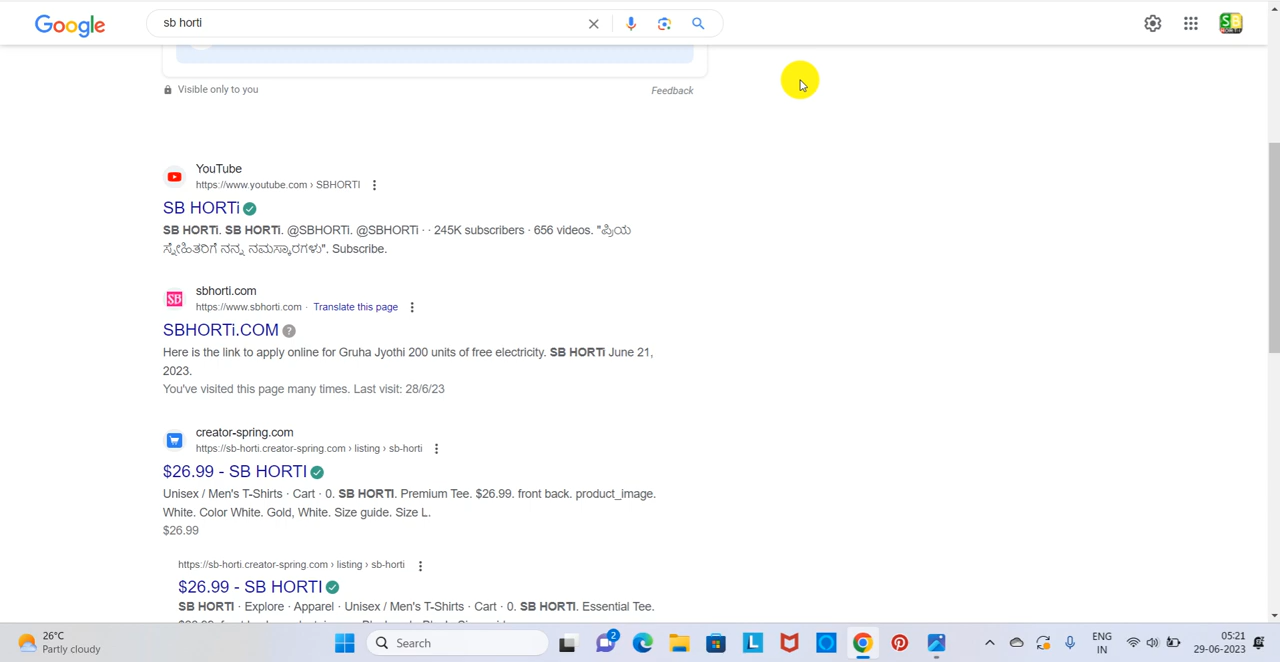 Google
sb horti
SB
Visible only to you
Feedback
YouTube
https://www.youtube.com › SBHORTI
SB HORTi
SB HORTi. SB HORTi. @SBHORTi. @SBHORTi · · 245K subscribers · 656 videos. "ಪ್ರಿಯ
ಸ್ನೇಹಿತರಿಗೆ ನನ್ನ ನಮಸ್ಕಾರಗಳು". Subscribe.
SB
sbhorti.com
https://www.sbhorti.com · Translate this page
SBHORTi.COM ?
Here is the link to apply online for Gruha Jyothi 200 units of free electricity. SB HORTi June 21,
2023.
You've visited this page many times. Last visit: 28/6/23
creator-spring.com
https://sb-horti.creator-spring.com › listing › sb-horti
$26.99 - SB HORTI
Unisex / Men's T-Shirts · Cart · 0. SB HORTI. Premium Tee. $26.99. front back. product_image.
White. Color White. Gold, White. Size guide. Size L.
$26.99
https://sb-horti.creator-spring.com › listing › sb-horti
$26.99 - SB HORTI
SB HORTI · Explore · Apparel · Unisex / Men's T-Shirts · Cart · 0. SB HORTI. Essential Tee.
26°C
Partly cloudy
Search
2
L
ENG
IN
05:21
29-06-2023